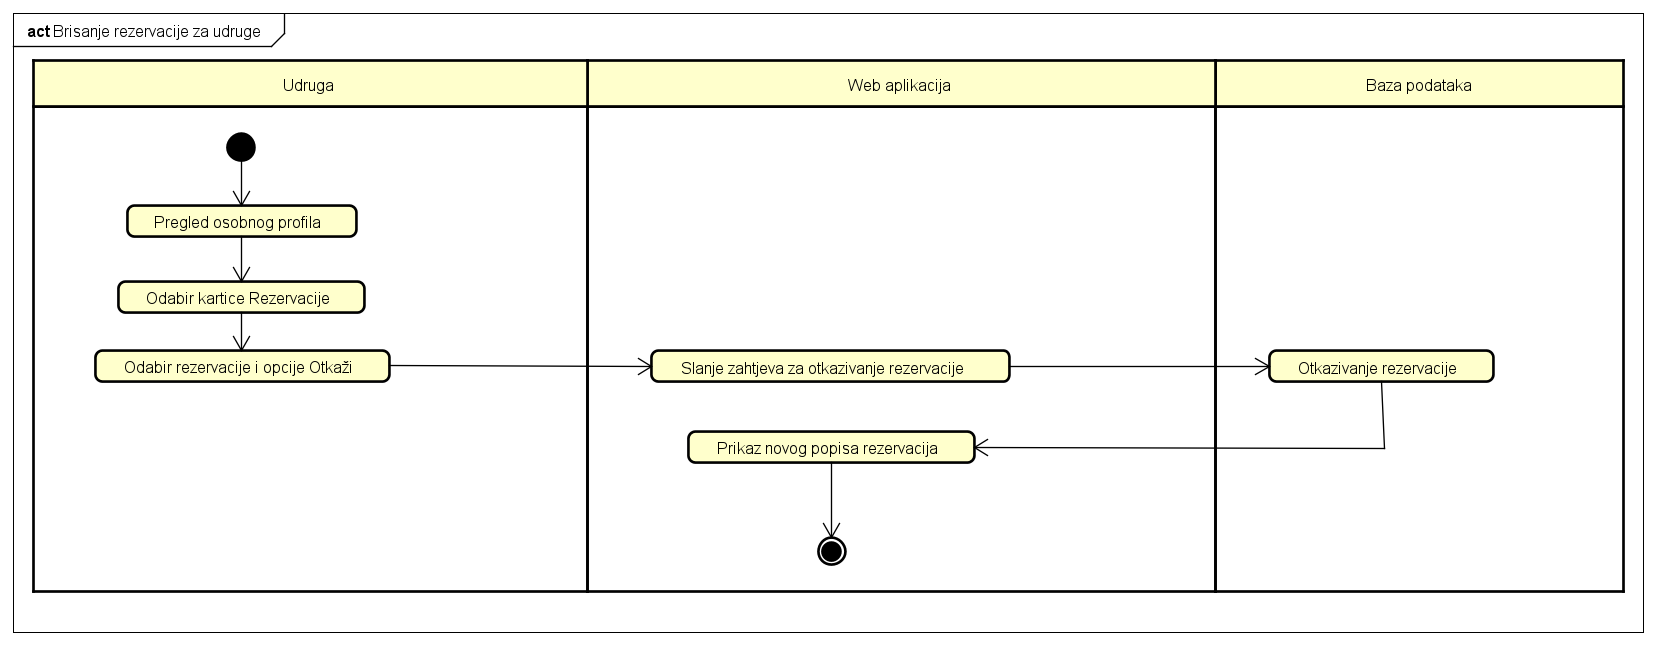 act Brisanje rezervacije za udruge
Udruga
Web aplikacija
Baza podataka
Pregled osobnog profila
Odabir kartice Rezervacije
Odabir rezervacije i opcije Otkaži
Slanje zahtjeva za otkazivanje rezervacije
Otkazivanje rezervacije
Prikaz novog popisa rezervacija